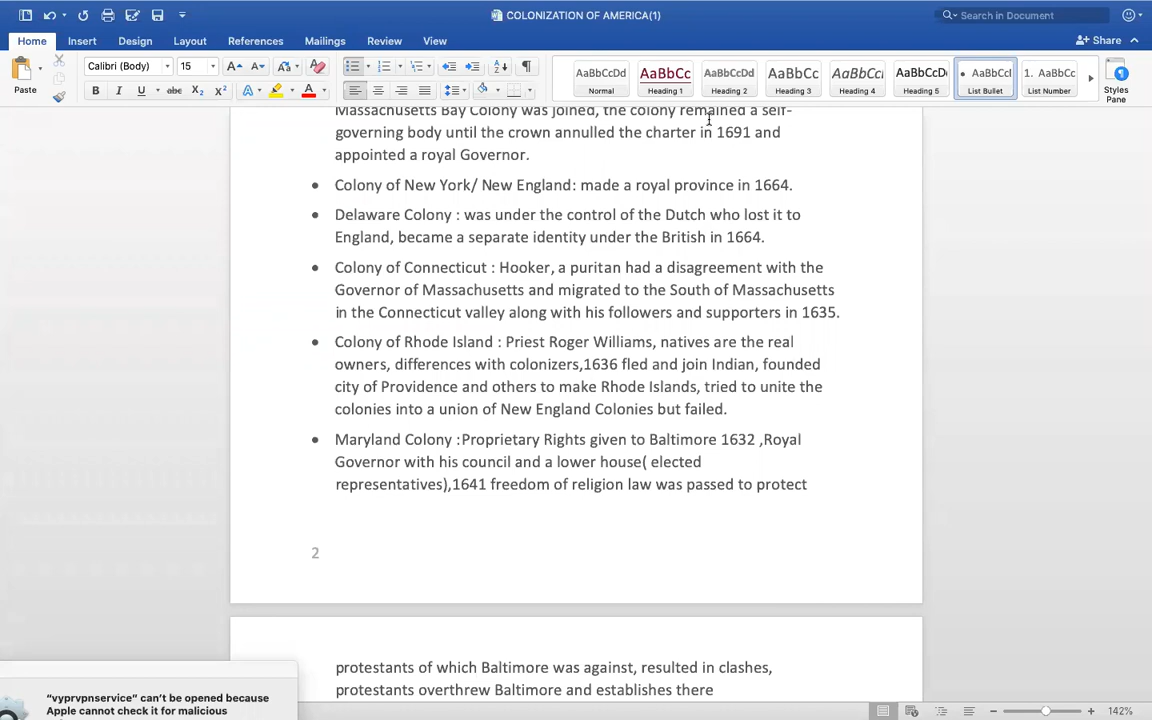 COLONIZATION OF AMERICA(1)
Search in Document
Home Insert Design Layout References Mailings Review View
Share
Paste
Calibri (Body) 15
AaBbCcDd AaBbCc AaBbCcDd AaBbCc AaBbCcI AaBbCcD AaBbCcI 1. AaBbCc
Normal Heading 1 Heading 2 Heading 3 Heading 4 Heading 5 List Bullet List Number
Styles
Pane
Massachusetts Bay Colony was joined, the colony remained a self-
governing body until the crown annulled the charter in 1691 and
appointed a royal Governor.
• Colony of New York/ New England: made a royal province in 1664.
• Delaware Colony : was under the control of the Dutch who lost it to
England, became a separate identity under the British in 1664.
• Colony of Connecticut : Hooker, a puritan had a disagreement with the
Governor of Massachusetts and migrated to the South of Massachusetts
in the Connecticut valley along with his followers and supporters in 1635.
• Colony of Rhode Island : Priest Roger Williams, natives are the real
owners, differences with colonizers,1636 fled and join Indian, founded
city of Providence and others to make Rhode Islands, tried to unite the
colonies into a union of New England Colonies but failed.
• Maryland Colony :Proprietary Rights given to Baltimore 1632 ,Royal
Governor with his council and a lower house( elected
representatives),1641 freedom of religion law was passed to protect
2
protestants of which Baltimore was against, resulted in clashes,
protestants overthrew Baltimore and establishes there
"vyprvpnservice" can't be opened because
Apple cannot check it for malicious
142%